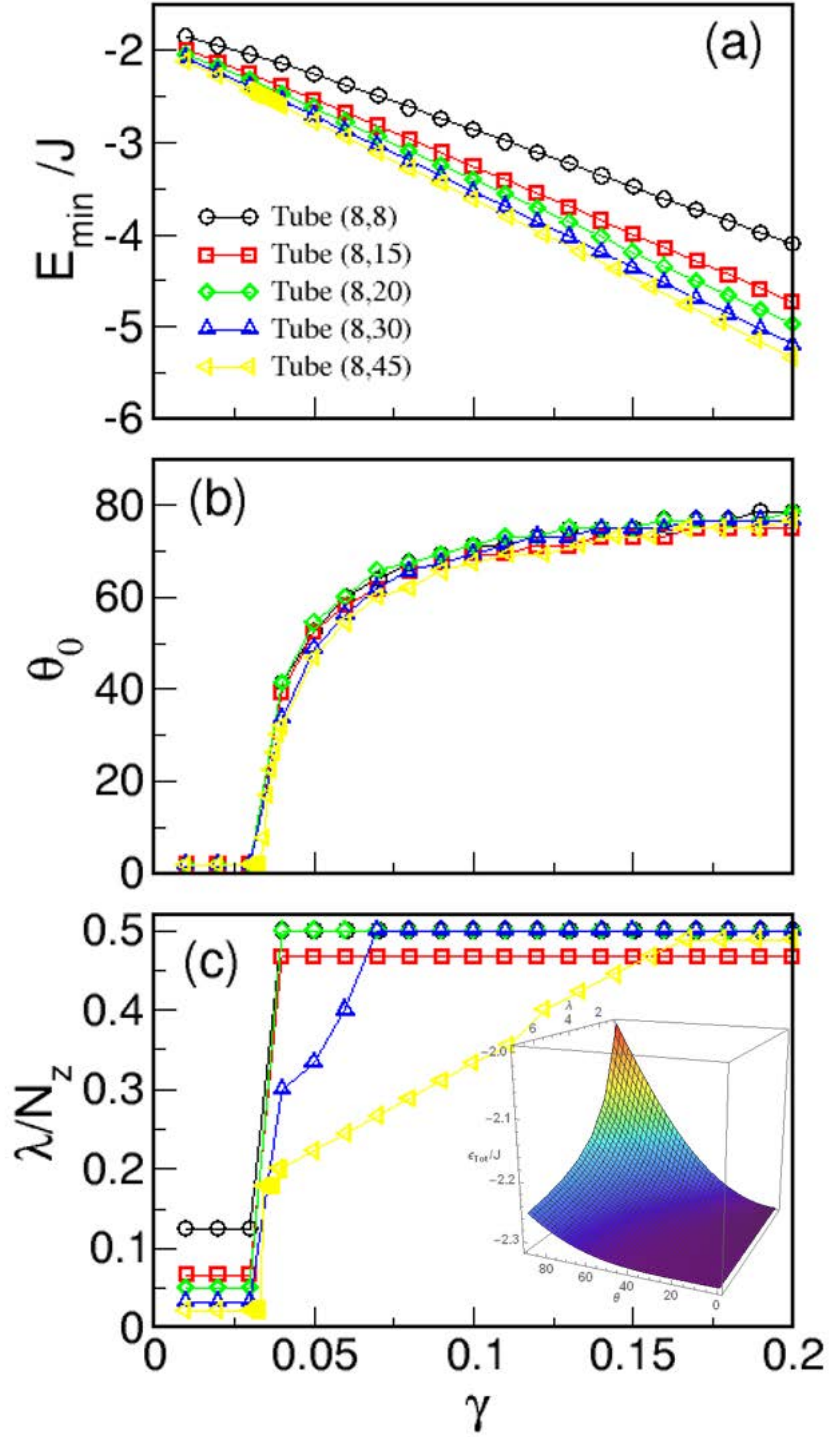 (a)
-2
-3
-4
-5
-6
E_min /J
Tube (8,8)
Tube (8,15)
Tube (8,20)
Tube (8,30)
Tube (8,45)
(b)
80
60
40
20
0
θ_0
(c)
0.5
0.4
0.3
0.2
0.1
0
λ/N_z
λ
6 4 2
-2.0
-2.1
-2.2
-2.3
ϵ_Tot/J
80 60 40 20 0
θ
0 0.05 0.1 0.15 0.2
γ